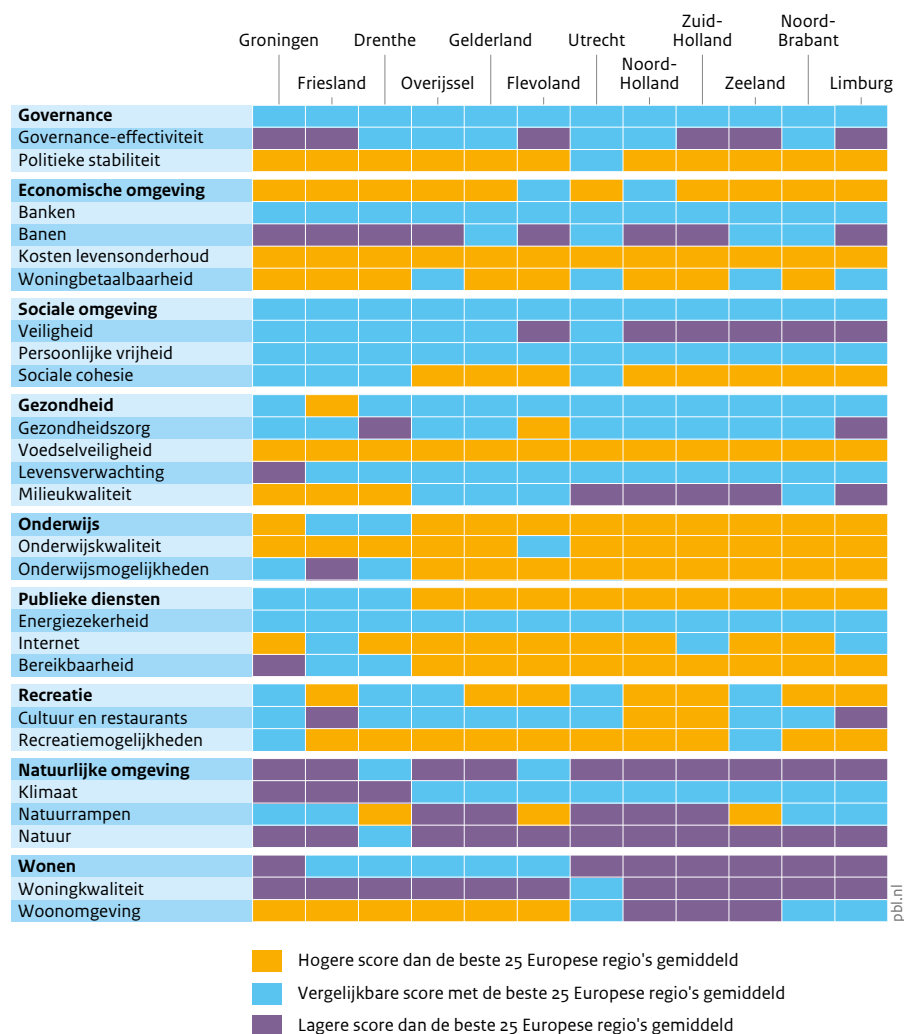 Zuid-
Holland
Noord-
Brabant
Groningen
Drenthe
Gelderland
Utrecht
Friesland
Overijssel
Flevoland
Noord-
Holland
Zeeland
Limburg
Governance
Governance-effectiviteit
Politieke stabiliteit
Economische omgeving
Banken
Banen
Kosten levensonderhoud
Woningbetaalbaarheid
Sociale omgeving
Veiligheid
Persoonlijke vrijheid
Sociale cohesie
Gezondheid
Gezondheidszorg
Voedselveiligheid
Levensverwachting
Milieukwaliteit
Onderwijs
Onderwijskwaliteit
Onderwijsmogelijkheden
Publieke diensten
Energiezekerheid
Internet
Bereikbaarheid
Recreatie
Cultuur en restaurants
Recreatiemogelijkheden
Natuurlijke omgeving
Klimaat
Natuurrampen
Natuur
Wonen
Woningkwaliteit
Woonomgeving
pbl.nl
Hogere score dan de beste 25 Europese regio's gemiddeld
Vergelijkbare score met de beste 25 Europese regio's gemiddeld
Lagere score dan de beste 25 Europese regio's gemiddeld